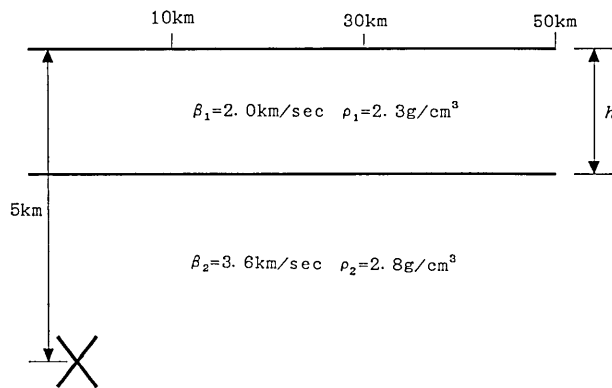 10km 30km 50km
β₁=2. 0km/sec ρ₁=2. 3g/cm³
h
5km
β₂=3. 6km/sec ρ₂=2. 8g/cm³